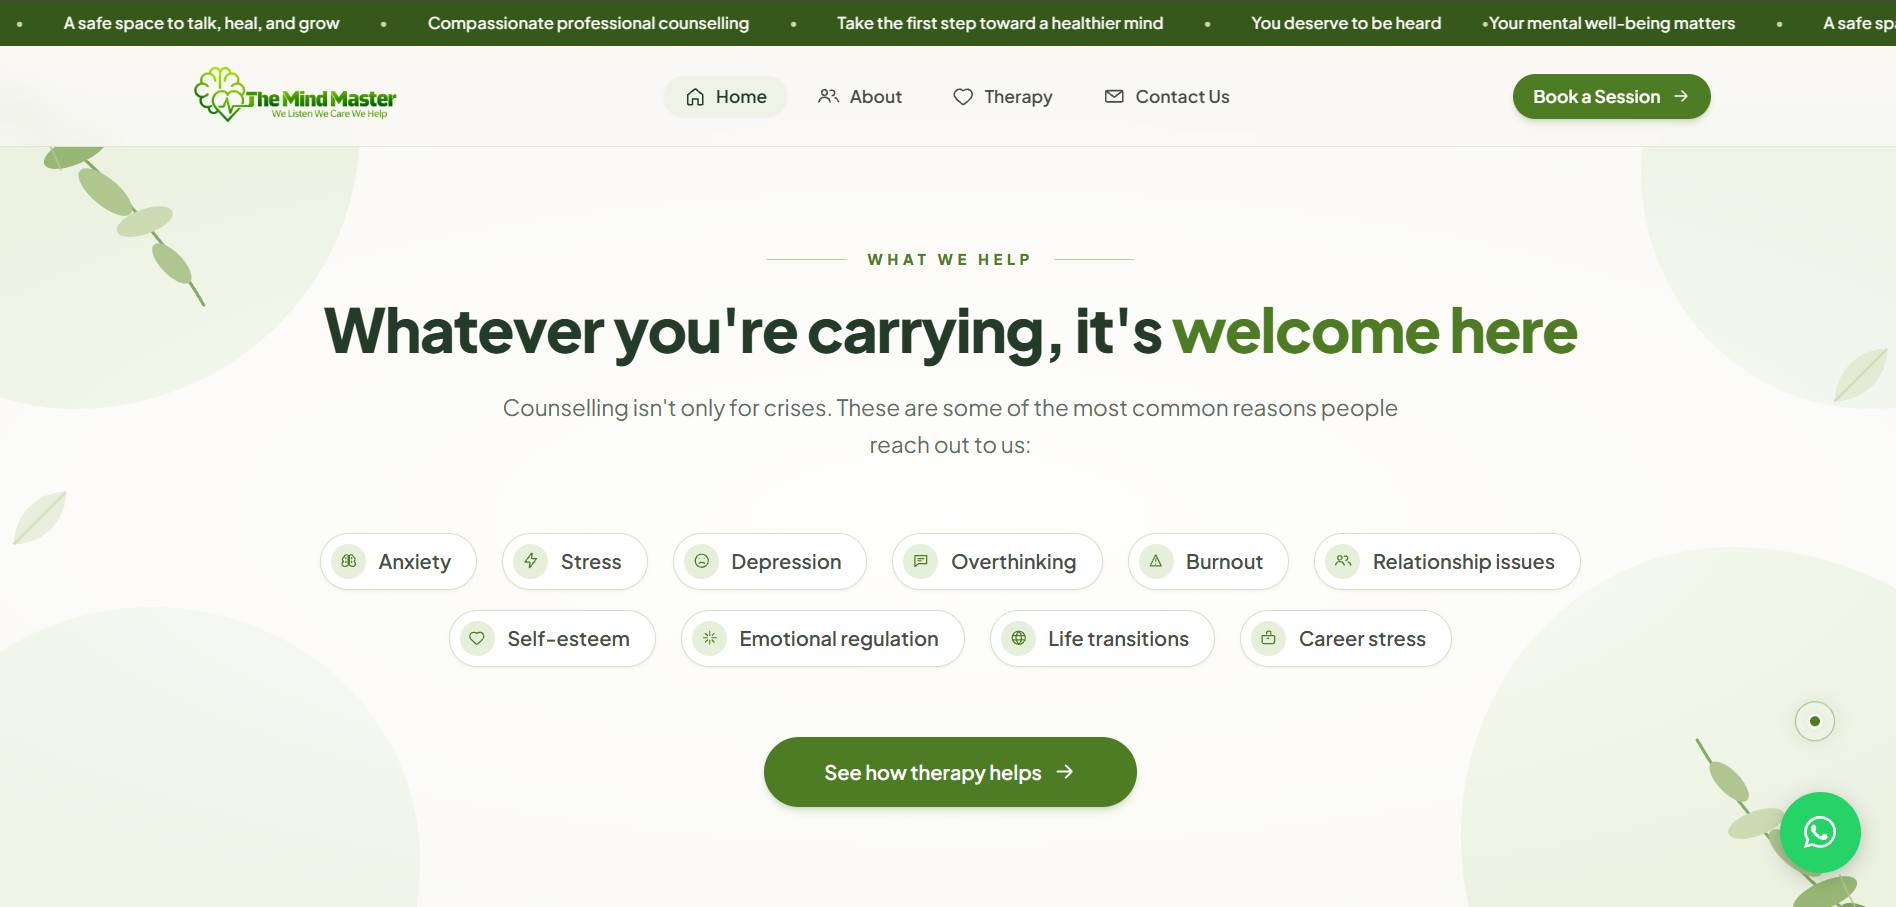 • A safe space to talk, heal, and grow • Compassionate professional counselling • Take the first step toward a healthier mind • You deserve to be heard •Your mental well-being matters • A safe
The Mind Master
We Listen We Care We Help
Home About Therapy Contact Us
Book a Session
WHAT WE HELP
Whatever you're carrying, it's welcome here
Counselling isn't only for crises. These are some of the most common reasons people
reach out to us:
Anxiety Stress Depression Overthinking Burnout Relationship issues
Self-esteem Emotional regulation Life transitions Career stress
See how therapy helps